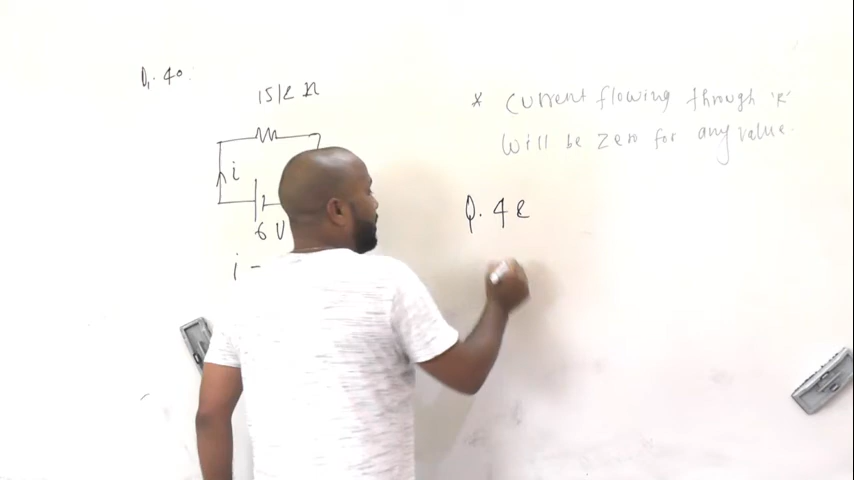 Q. 40.
15/2 Ω
i
6 V
i -
* Current flowing through 'R'
will be zero for any value.
Q. 42